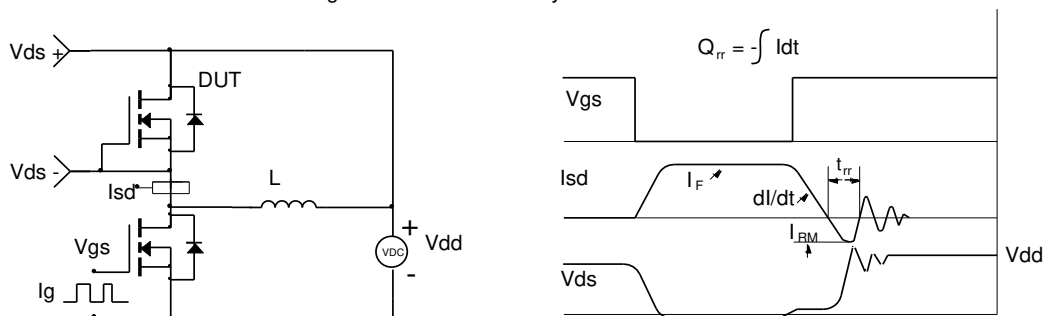 Vds +
DUT
Vds -
Isd
L
Vgs
Ig
+
VDC
Vdd
-
Qrr = -∫ Idt
Vgs
Isd
IF
dI/dt
trr
IRM
Vds
Vdd